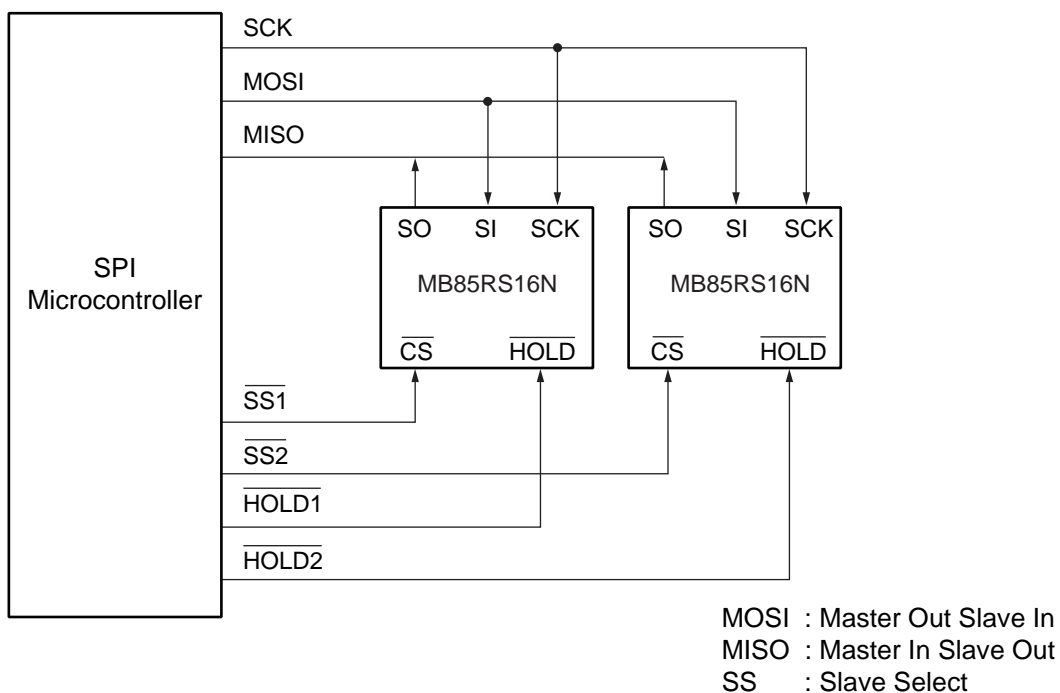 SCK
MOSI
MISO
SO SI SCK
MB85RS16N
CS HOLD
SO SI SCK
MB85RS16N
CS HOLD
SPI
Microcontroller
SS1
SS2
HOLD1
HOLD2
MOSI : Master Out Slave In
MISO : Master In Slave Out
SS : Slave Select